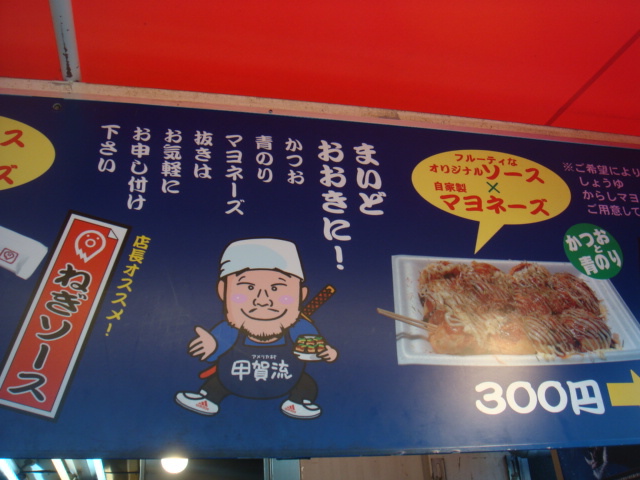 まいど
おおきに！
かつお
青のり
マヨネーズ
抜きは
お気軽に
お申し付け
下さい
店長オススメ！
ねぎソース
ス
ズ
アメリカ村
甲賀流
フルーティな
オリジナルソース
×
自家製
マヨネーズ
かつおと
青のり
300円
※ご希望により
しょうゆ
からしマヨ
ご用意して